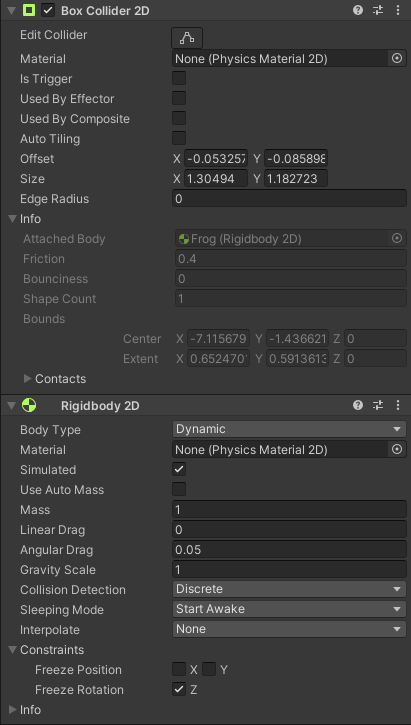 Box Collider 2D
Edit Collider
Material None (Physics Material 2D)
Is Trigger
Used By Effector
Used By Composite
Auto Tiling
Offset X -0.053257 Y -0.085898
Size X 1.30494 Y 1.182723
Edge Radius 0
Info
Attached Body Frog (Rigidbody 2D)
Friction 0.4
Bounciness 0
Shape Count 1
Bounds
Center X -7.115679 Y -1.436621 Z 0
Extent X 0.652470 Y 0.5913613 Z 0
Contacts
Rigidbody 2D
Body Type Dynamic
Material None (Physics Material 2D)
Simulated
Use Auto Mass
Mass 1
Linear Drag 0
Angular Drag 0.05
Gravity Scale 1
Collision Detection Discrete
Sleeping Mode Start Awake
Interpolate None
Constraints
Freeze Position X Y
Freeze Rotation Z
Info